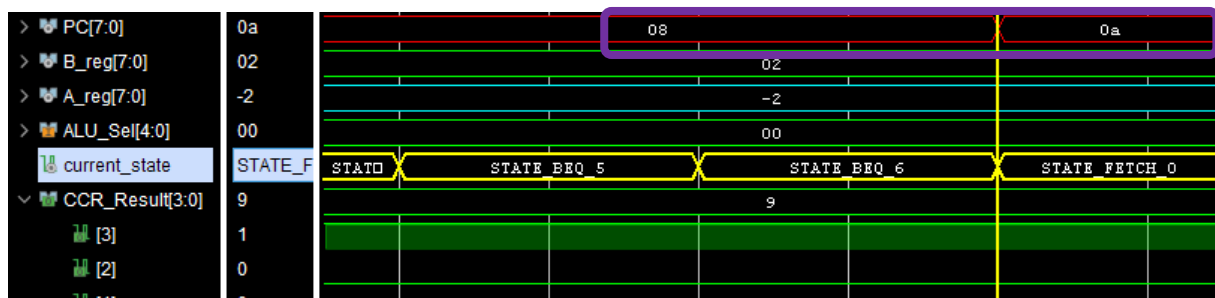 PC[7:0] 0a 08 0a
B_reg[7:0] 02 02
A_reg[7:0] -2 -2
ALU_Sel[4:0] 00 00
current_state STATE_F STAT STATE_BEQ_5 STATE_BEQ_6 STATE_FETCH_0
CCR_Result[3:0] 9 9
[3] 1
[2] 0